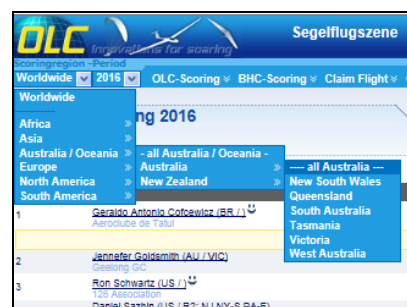 OLC
Innovations for soaring
Segelflugszene
Scoringregion -Period
Worldwide 2016 OLC-Scoring BHC-Scoring Claim Flight
Worldwide
ng 2016
Africa
Asia
Australia / Oceania
Europe
North America
South America
- all Australia / Oceania -
Australia
New Zealand
---- all Australia ---
New South Wales
Queensland
South Australia
Tasmania
Victoria
West Australia
1 Geraldo Antonio Cofcewicz (BR / )
Aeroclube de Tatuí
2 Jennefer Goldsmith (AU / VIC)
Geelong GC
3 Ron Schwartz (US / )
126 Association